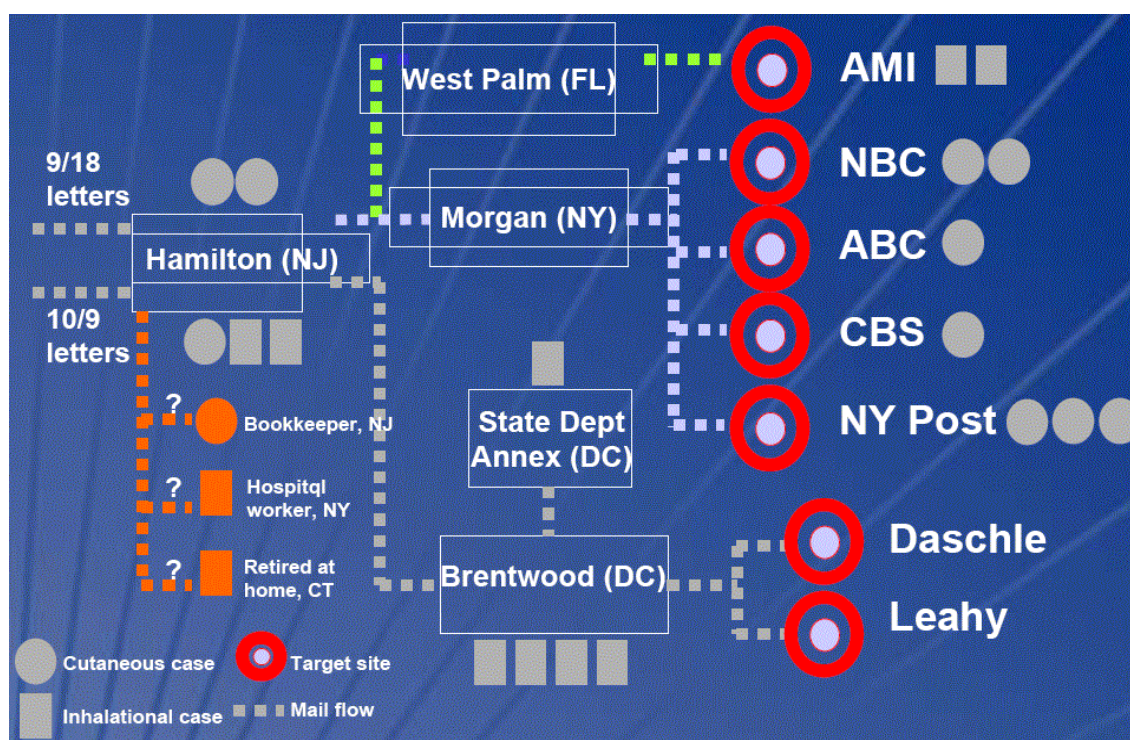 West Palm (FL)
AMI
9/18
letters
NBC
Morgan (NY)
Hamilton (NJ)
ABC
10/9
letters
CBS
?
Bookkeeper, NJ
State Dept
Annex (DC)
NY Post
?
Hospitql
worker, NY
?
Retired at
home, CT
Brentwood (DC)
Daschle
Leahy
Cutaneous case
Target site
Inhalational case
Mail flow